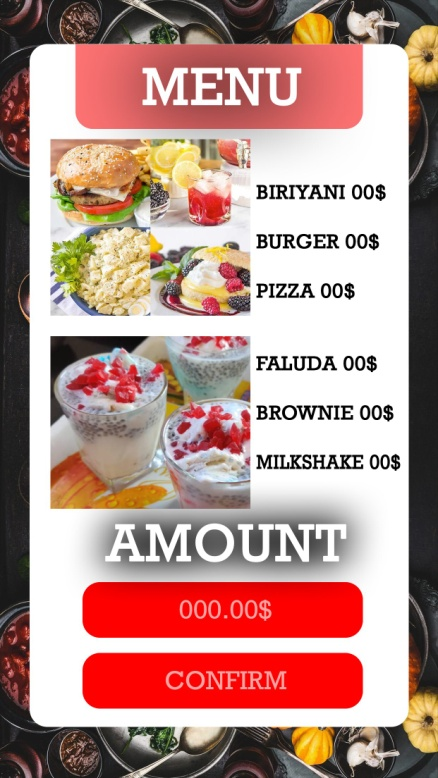 MENU
BIRIYANI 00$
BURGER 00$
PIZZA 00$
FALUDA 00$
BROWNIE 00$
MILKSHAKE 00$
AMOUNT
000.00$
CONFIRM